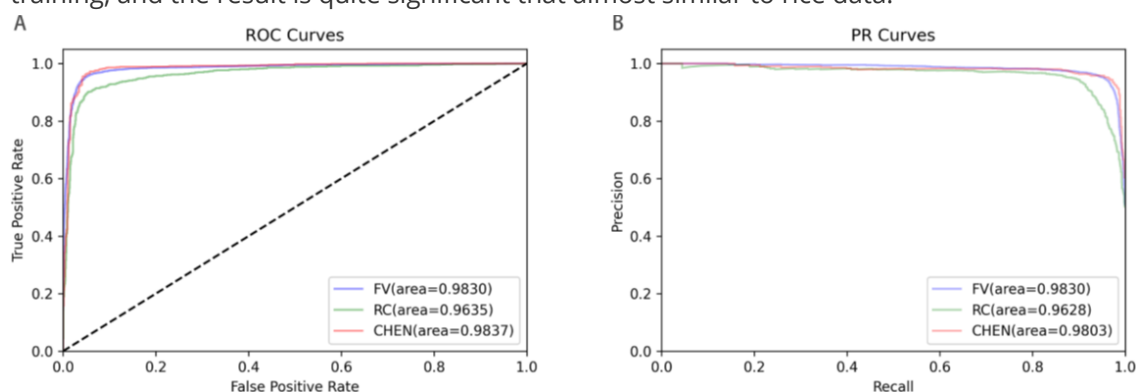 training, and the result is quite significant that almost similar to rice data.
A
ROC Curves
1.0
0.8
0.6
0.4
0.2
0.0
True Positive Rate
0.0 0.2 0.4 0.6 0.8 1.0
False Positive Rate
FV(area=0.9830)
RC(area=0.9635)
CHEN(area=0.9837)
B
PR Curves
1.0
0.8
0.6
0.4
0.2
0.0
Precision
0.0 0.2 0.4 0.6 0.8 1.0
Recall
FV(area=0.9830)
RC(area=0.9628)
CHEN(area=0.9803)